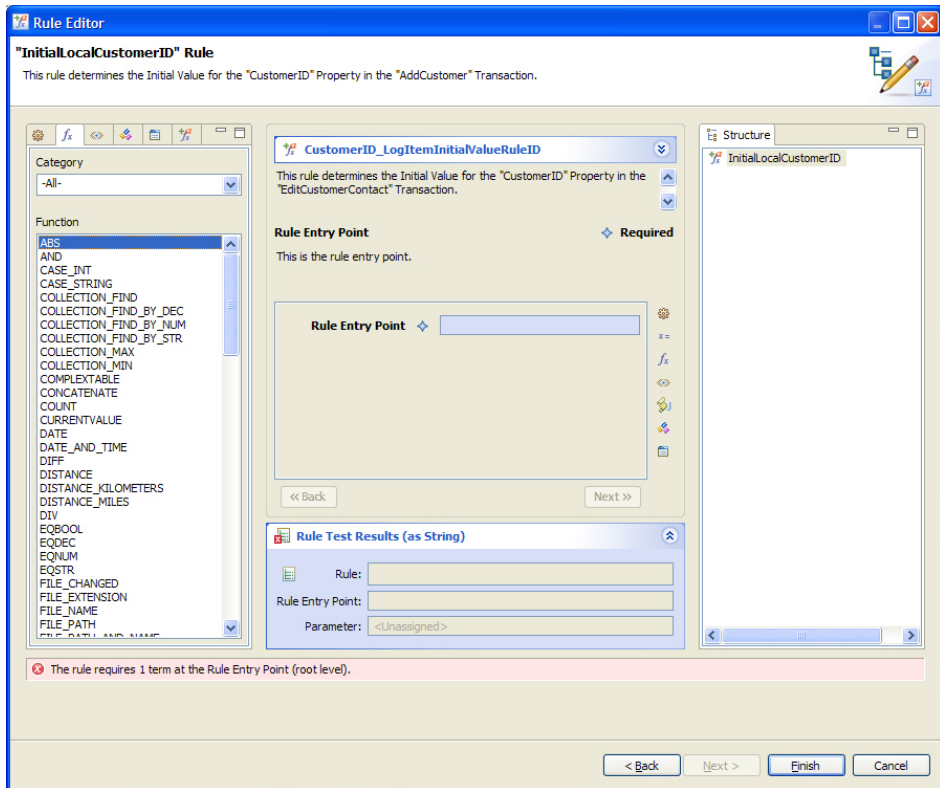 Rule Editor
"InitialLocalCustomerID" Rule
This rule determines the Initial Value for the "CustomerID" Property in the "AddCustomer" Transaction.
Category
-All-
Function
ABS
AND
CASE_INT
CASE_STRING
COLLECTION_FIND
COLLECTION_FIND_BY_DEC
COLLECTION_FIND_BY_NUM
COLLECTION_FIND_BY_STR
COLLECTION_MAX
COLLECTION_MIN
COMPLEXTABLE
CONCATENATE
COUNT
CURRENTVALUE
DATE
DATE_AND_TIME
DIFF
DISTANCE
DISTANCE_KILOMETERS
DISTANCE_MILES
DIV
EQBOOL
EQDEC
EQNUM
EQSTR
FILE_CHANGED
FILE_EXTENSION
FILE_NAME
FILE_PATH
FILE_PATH_AND_NAME
CustomerID_LogItemInitialValueRuleID
This rule determines the Initial Value for the "CustomerID" Property in the
"EditCustomerContact" Transaction.
Rule Entry Point Required
This is the rule entry point.
Rule Entry Point
<< Back Next >>
Rule Test Results (as String)
Rule:
Rule Entry Point:
Parameter: <Unassigned>
Structure
InitialLocalCustomerID
The rule requires 1 term at the Rule Entry Point (root level).
< Back Next > Finish Cancel